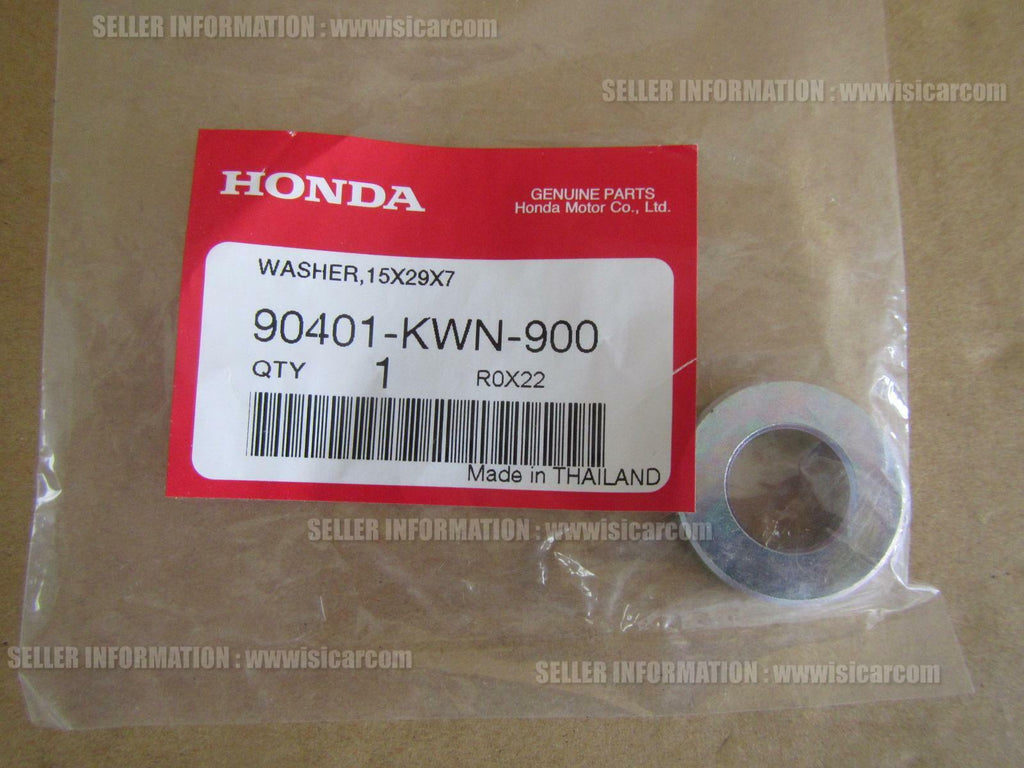 SELLER INFORMATION : wwwisicarcom
SELLER INFORMATION : wwwisicarcom
HONDA
GENUINE PARTS
Honda Motor Co., Ltd.
WASHER,15X29X7
90401-KWN-900
QTY 1 R0X22
Made in THAILAND
SELLER INFORMATION : wwwisicarcom
SELLER INFORMATION : wwwisicarcom
SELLER INFORMATION : wwwisicarcom